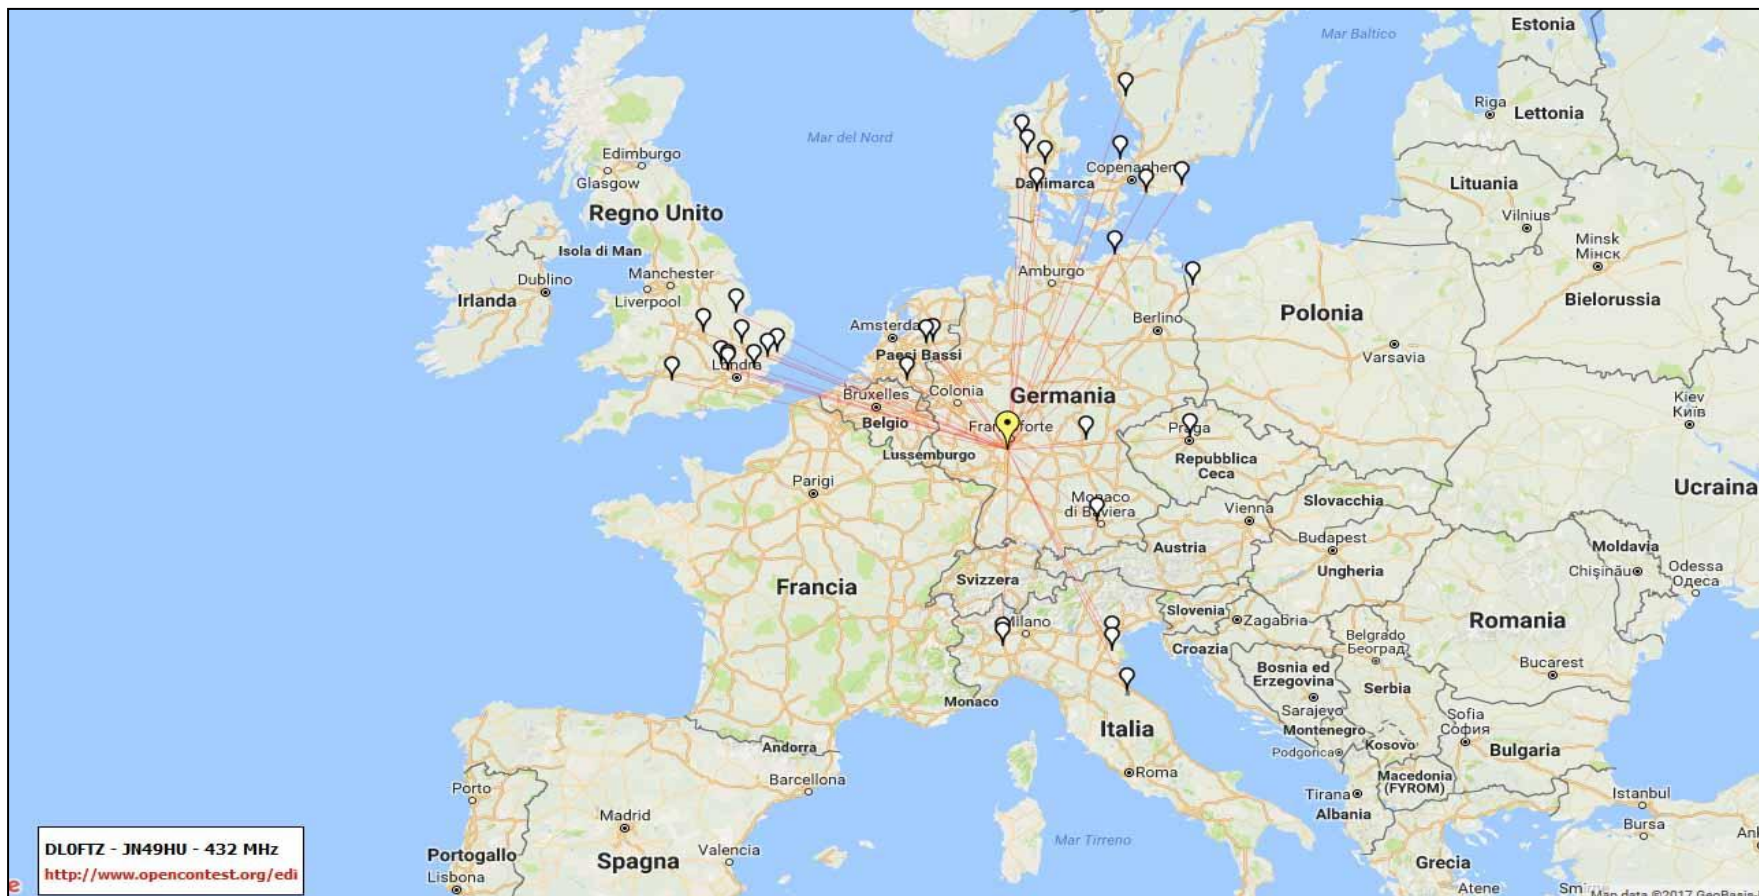 Estonia
Mar Baltico
Riga
Lettonia
Mar del Nord
Edimburgo
Glasgow
Copenaghen
Danimarca
Lituania
Vilnius
Regno Unito
Isola di Man
Minsk
Мінск
Manchester
Dublino
Liverpool
Irlanda
Amburgo
Bielorussia
Polonia
Berlino
Amsterda
Paesi Bassi
Varsavia
Londra
Colonia
Bruxelles
Germania
Kiev
Київ
Belgio
Francoforte
Praga
Lussemburgo
Repubblica
Ceca
Parigi
Ucraina
Slovacchia
Monaco
di Baviera
Vienna
Budapest
Austria
Moldavia
Ungheria
Chișinău
Odessa
Одеса
Svizzera
Francia
Slovenia
Zagabria
Milano
Romania
Croazia
Belgrado
Београд
Bosnia ed
Erzegovina
Bucarest
Serbia
Monaco
Sarajevo
Sofia
София
Italia
Montenegro
Andorra
Podgorica
Kosovo
Bulgaria
Roma
Barcellona
Macedonia
(FYROM)
Porto
Tirana
Istanbul
Albania
Madrid
Bursa
Mar Tirreno
Valencia
Portogallo
Spagna
Grecia
Lisbona
Atene
DL0FTZ - JN49HU - 432 MHz
http://www.opencontest.org/edi